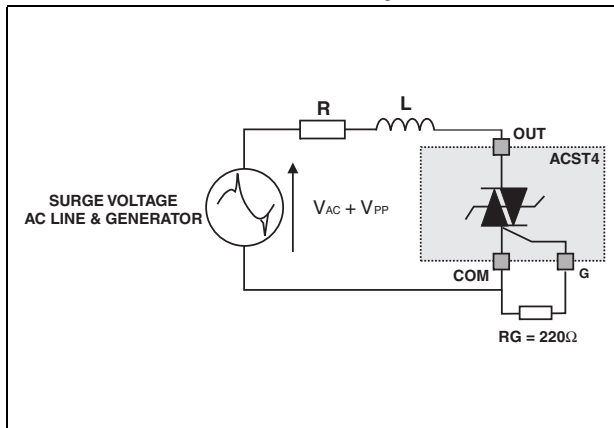 R
L
OUT
ACST4
SURGE VOLTAGE
AC LINE & GENERATOR
VAC + VPP
COM
G
RG = 220Ω